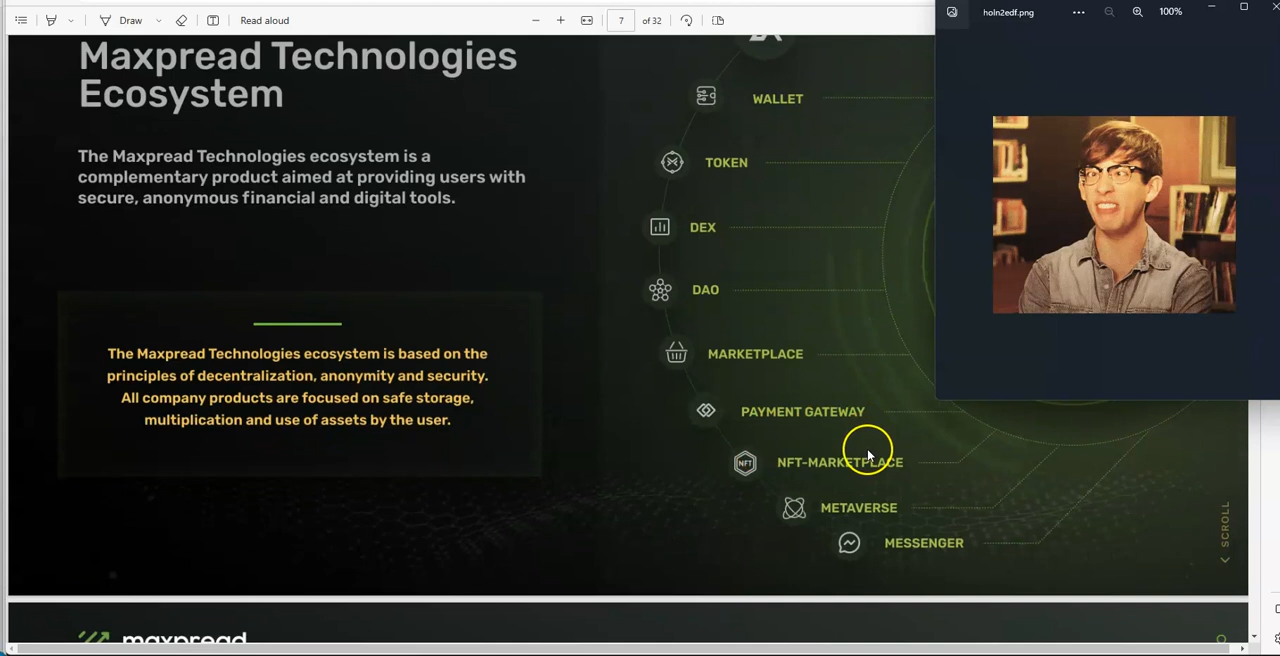 Draw
Read aloud
7
of 32
holn2edf.png
100%
Maxpread Technologies
Ecosystem
The Maxpread Technologies ecosystem is a
complementary product aimed at providing users with
secure, anonymous financial and digital tools.
The Maxpread Technologies ecosystem is based on the
principles of decentralization, anonymity and security.
All company products are focused on safe storage,
multiplication and use of assets by the user.
WALLET
TOKEN
DEX
DAO
MARKETPLACE
PAYMENT GATEWAY
NFT
NFT-MARKETPLACE
METAVERSE
MESSENGER
SCROLL
maxpread